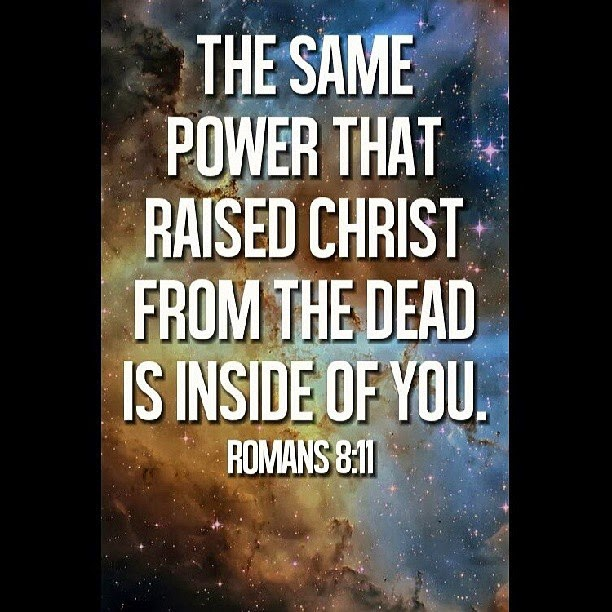 THE SAME
POWER THAT
RAISED CHRIST
FROM THE DEAD
IS INSIDE OF YOU.
ROMANS 8:11